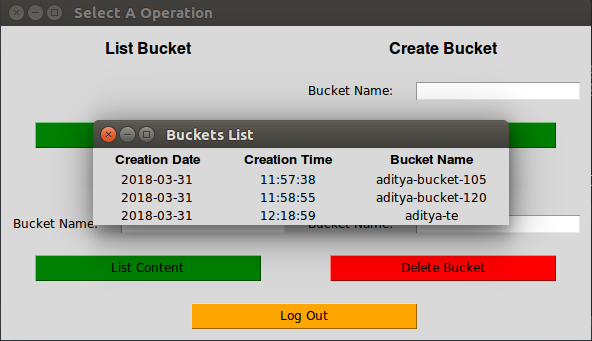 Select A Operation
List Bucket Create Bucket
Bucket Name:
Buckets List
Creation Date Creation Time Bucket Name
2018-03-31 11:57:38 aditya-bucket-105
2018-03-31 11:58:55 aditya-bucket-120
2018-03-31 12:18:59 aditya-te
Bucket Name: Bucket Name:
List Content Delete Bucket
Log Out